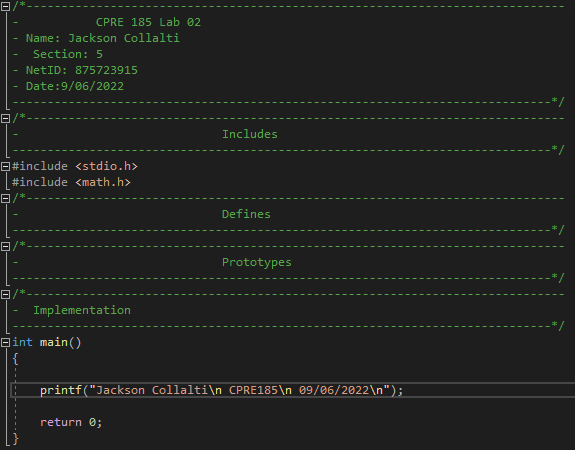 /*-----------------------------------------------------------------------------
-           CPRE 185 Lab 02
- Name: Jackson Collalti
-  Section: 5
- NetID: 875723915
- Date:9/06/2022
-----------------------------------------------------------------------------*/
/*-----------------------------------------------------------------------------
-                             Includes
-----------------------------------------------------------------------------*/
#include <stdio.h>
#include <math.h>
/*-----------------------------------------------------------------------------
-                             Defines
-----------------------------------------------------------------------------*/
/*-----------------------------------------------------------------------------
-                             Prototypes
-----------------------------------------------------------------------------*/
/*-----------------------------------------------------------------------------
-  Implementation
-----------------------------------------------------------------------------*/
int main()
{
    printf("Jackson Collalti\n CPRE185\n 09/06/2022\n");
    return 0;
}